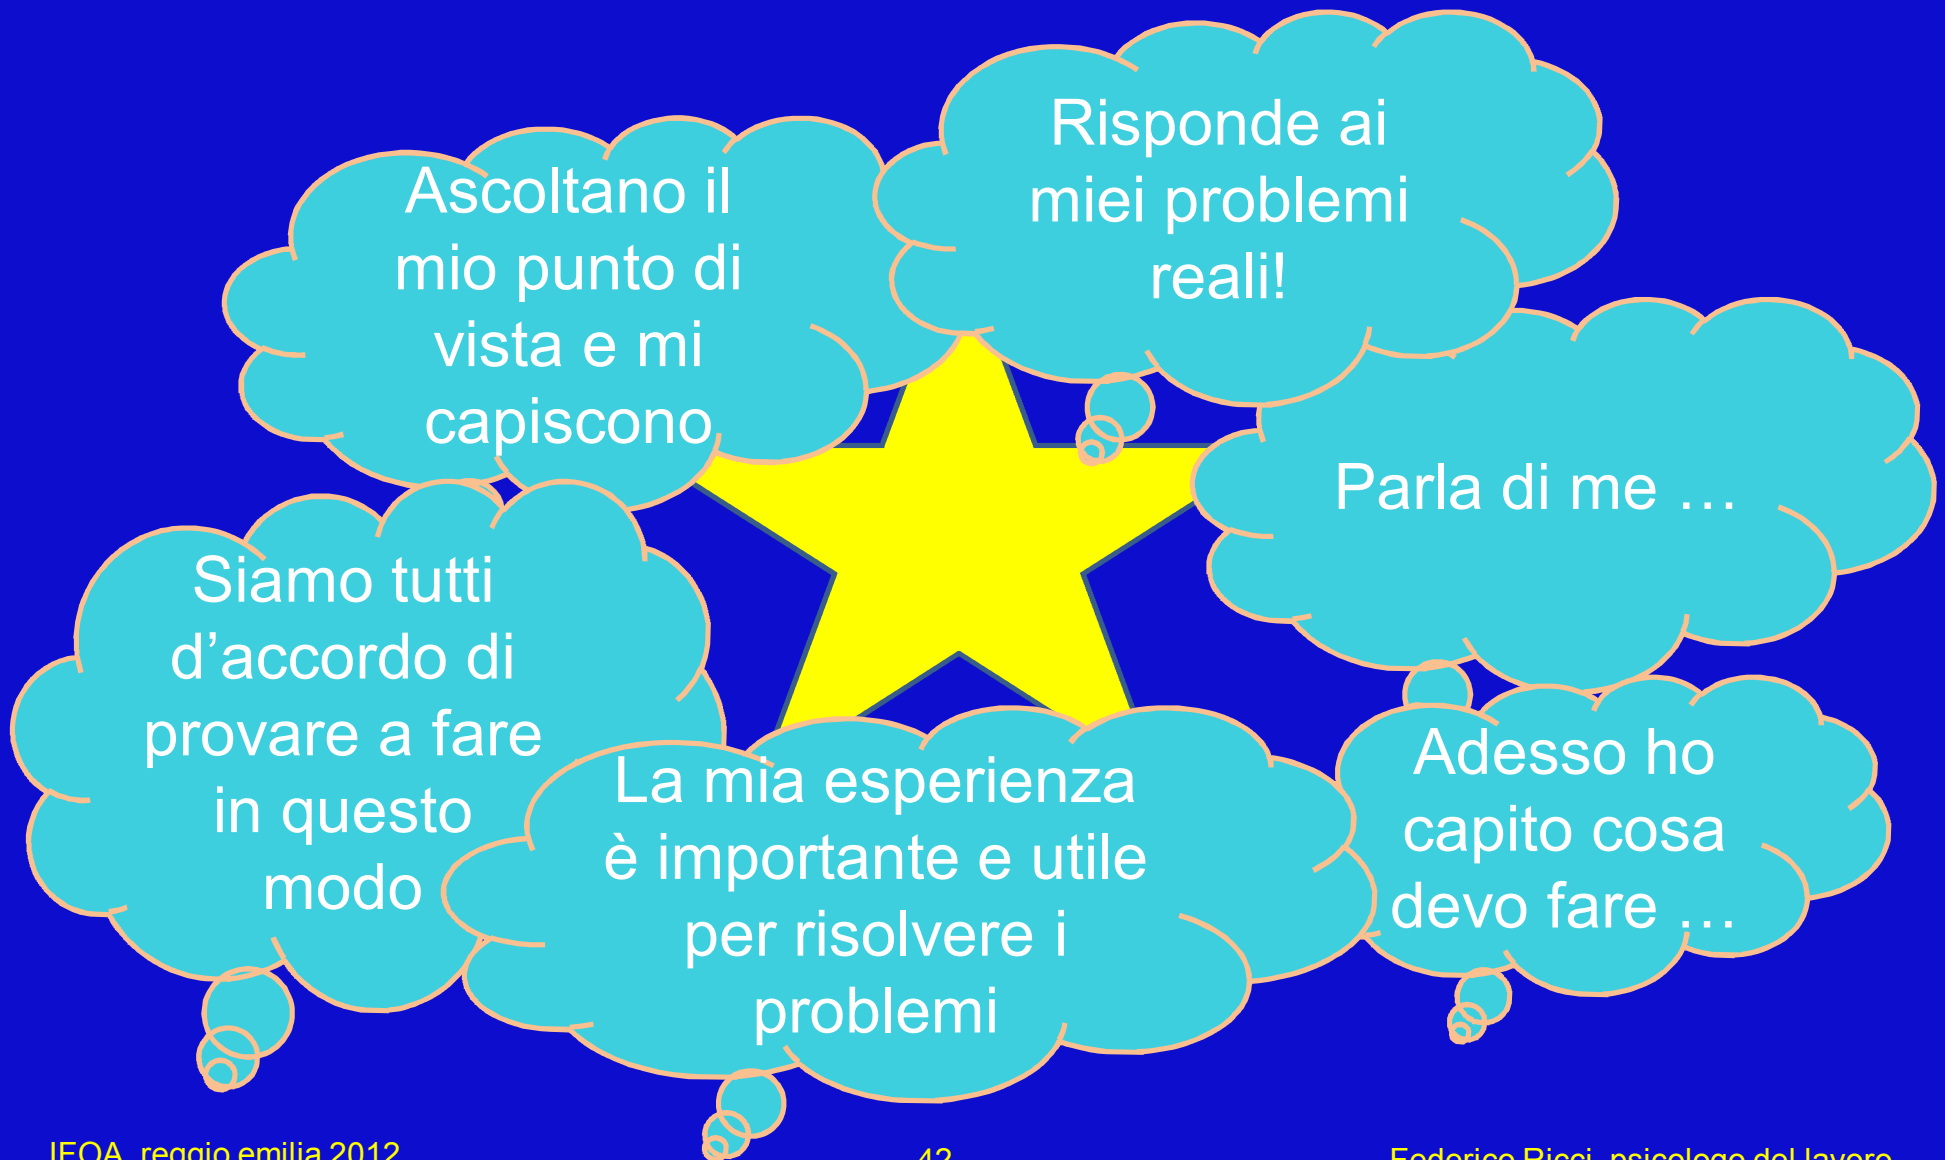 Ascoltano il
mio punto di
vista e mi
capiscono
Risponde ai
miei problemi
reali!
Parla di me …
Siamo tutti
d’accordo di
provare a fare
in questo
modo
La mia esperienza
è importante e utile
per risolvere i
problemi
Adesso ho
capito cosa
devo fare …
IFOA reggio emilia 2012
42
Federico Ricci psicologo del lavoro